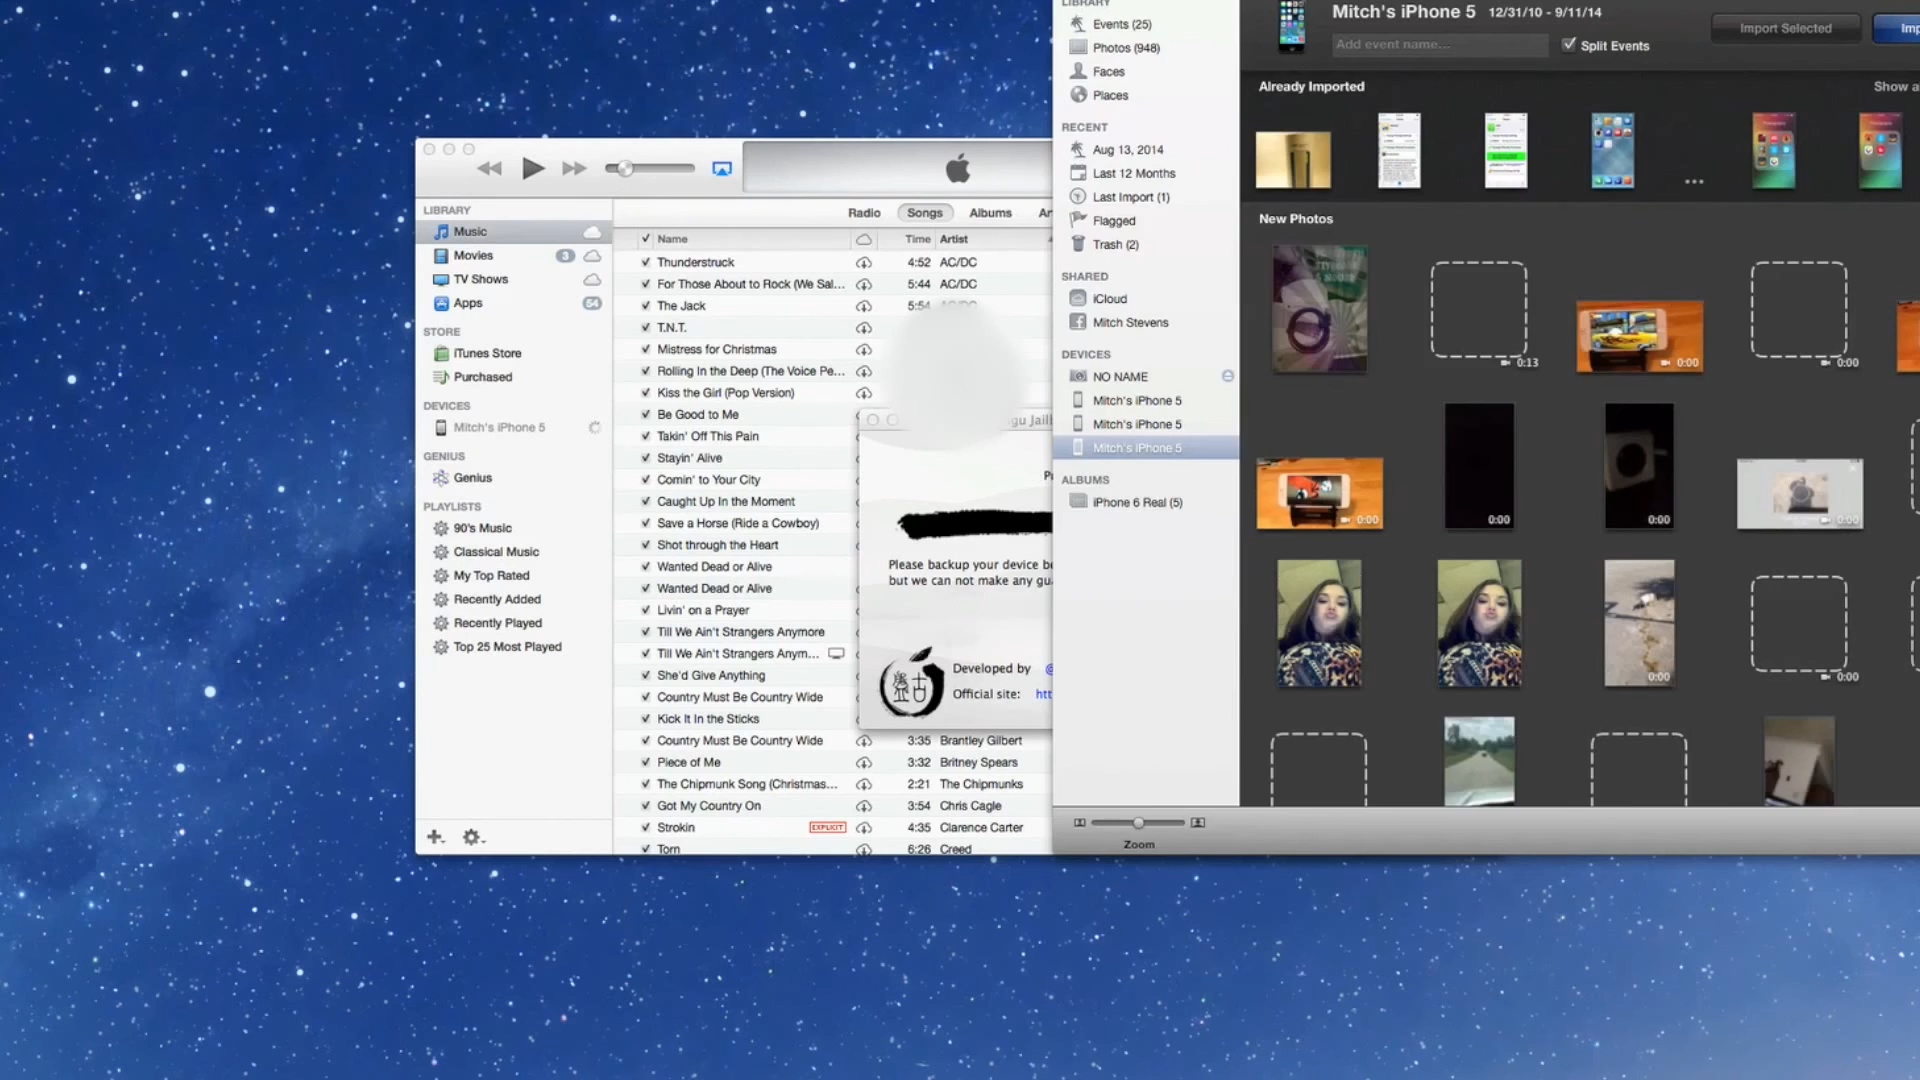 Radio
Songs
Albums
LIBRARY
Music
Movies
3
TV Shows
Apps
54
STORE
iTunes Store
Purchased
DEVICES
Mitch's iPhone 5
GENIUS
Genius
PLAYLISTS
90's Music
Classical Music
My Top Rated
Recently Added
Recently Played
Top 25 Most Played
Name Time Artist
Thunderstruck 4:52 AC/DC
For Those About to Rock (We Sal... 5:44 AC/DC
The Jack 5:54 AC/DC
T.N.T.
Mistress for Christmas
Rolling In the Deep (The Voice Pe...
Kiss the Girl (Pop Version)
Be Good to Me
Takin' Off This Pain
Stayin' Alive
Comin' to Your City
Caught Up In the Moment
Save a Horse (Ride a Cowboy)
Shot through the Heart
Wanted Dead or Alive
Wanted Dead or Alive
Livin' on a Prayer
Till We Ain't Strangers Anymore
Till We Ain't Strangers Anym...
She'd Give Anything
Country Must Be Country Wide
Kick It In the Sticks
Country Must Be Country Wide 3:35 Brantley Gilbert
Piece of Me 3:32 Britney Spears
The Chipmunk Song (Christmas... 2:21 The Chipmunks
Got My Country On 3:54 Chris Cagle
Strokin EXPLICIT 4:35 Clarence Carter
Torn 6:26 Creed
Please backup your device be
but we can not make any gu
Developed by @
Official site: htt
LIBRARY
Events (25)
Photos (948)
Faces
Places
RECENT
Aug 13, 2014
Last 12 Months
Last Import (1)
Flagged
Trash (2)
SHARED
iCloud
Mitch Stevens
DEVICES
NO NAME
Mitch's iPhone 5
Mitch's iPhone 5
Mitch's iPhone 5
ALBUMS
iPhone 6 Real (5)
Zoom
Mitch's iPhone 5 12/31/10 - 9/11/14
Add event name...
Split Events
Import Selected
Imp
Already Imported
Show a
New Photos
0:13
0:00
0:00
0:00
0:00
0:00
0:00
0:00
0:00